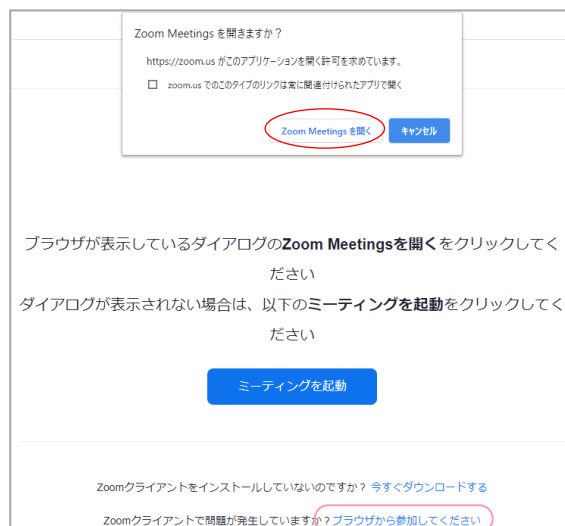 Zoom Meetings を開きますか？
https://zoom.us がこのアプリケーションを開く許可を求めています。
zoom.us でのこのタイプのリンクは常に関連付けられたアプリで開く
Zoom Meetings を開く キャンセル
ブラウザが表示しているダイアログのZoom Meetingsを開くをクリックしてく
ださい
ダイアログが表示されない場合は、以下のミーティングを起動をクリックしてく
ださい
ミーティングを起動
Zoomクライアントをインストールしていないのですか？ 今すぐダウンロードする
Zoomクライアントで問題が発生していますか？ブラウザから参加してください